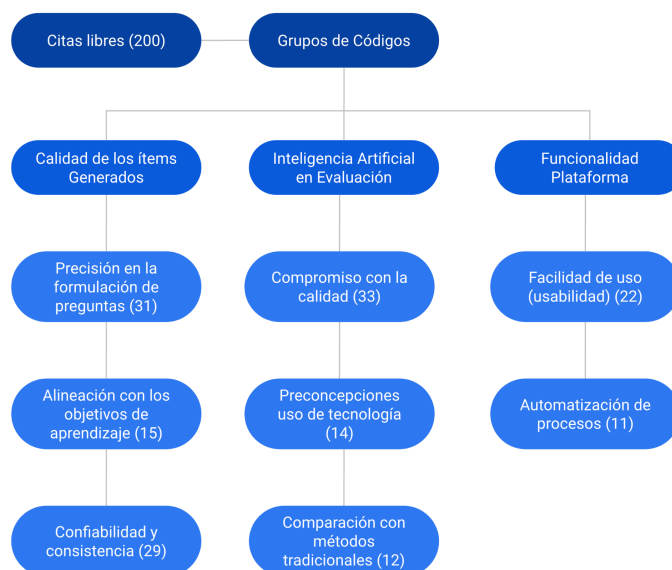 Citas libres (200)
Grupos de Códigos
Calidad de los ítems
Generados
Inteligencia Artificial
en Evaluación
Funcionalidad
Plataforma
Precisión en la
formulación de
preguntas (31)
Compromiso con la
calidad (33)
Facilidad de uso
(usabilidad) (22)
Alineación con los
objetivos de
aprendizaje (15)
Preconcepciones
uso de tecnología
(14)
Automatización de
procesos (11)
Confiabilidad y
consistencia (29)
Comparación con
métodos
tradicionales (12)